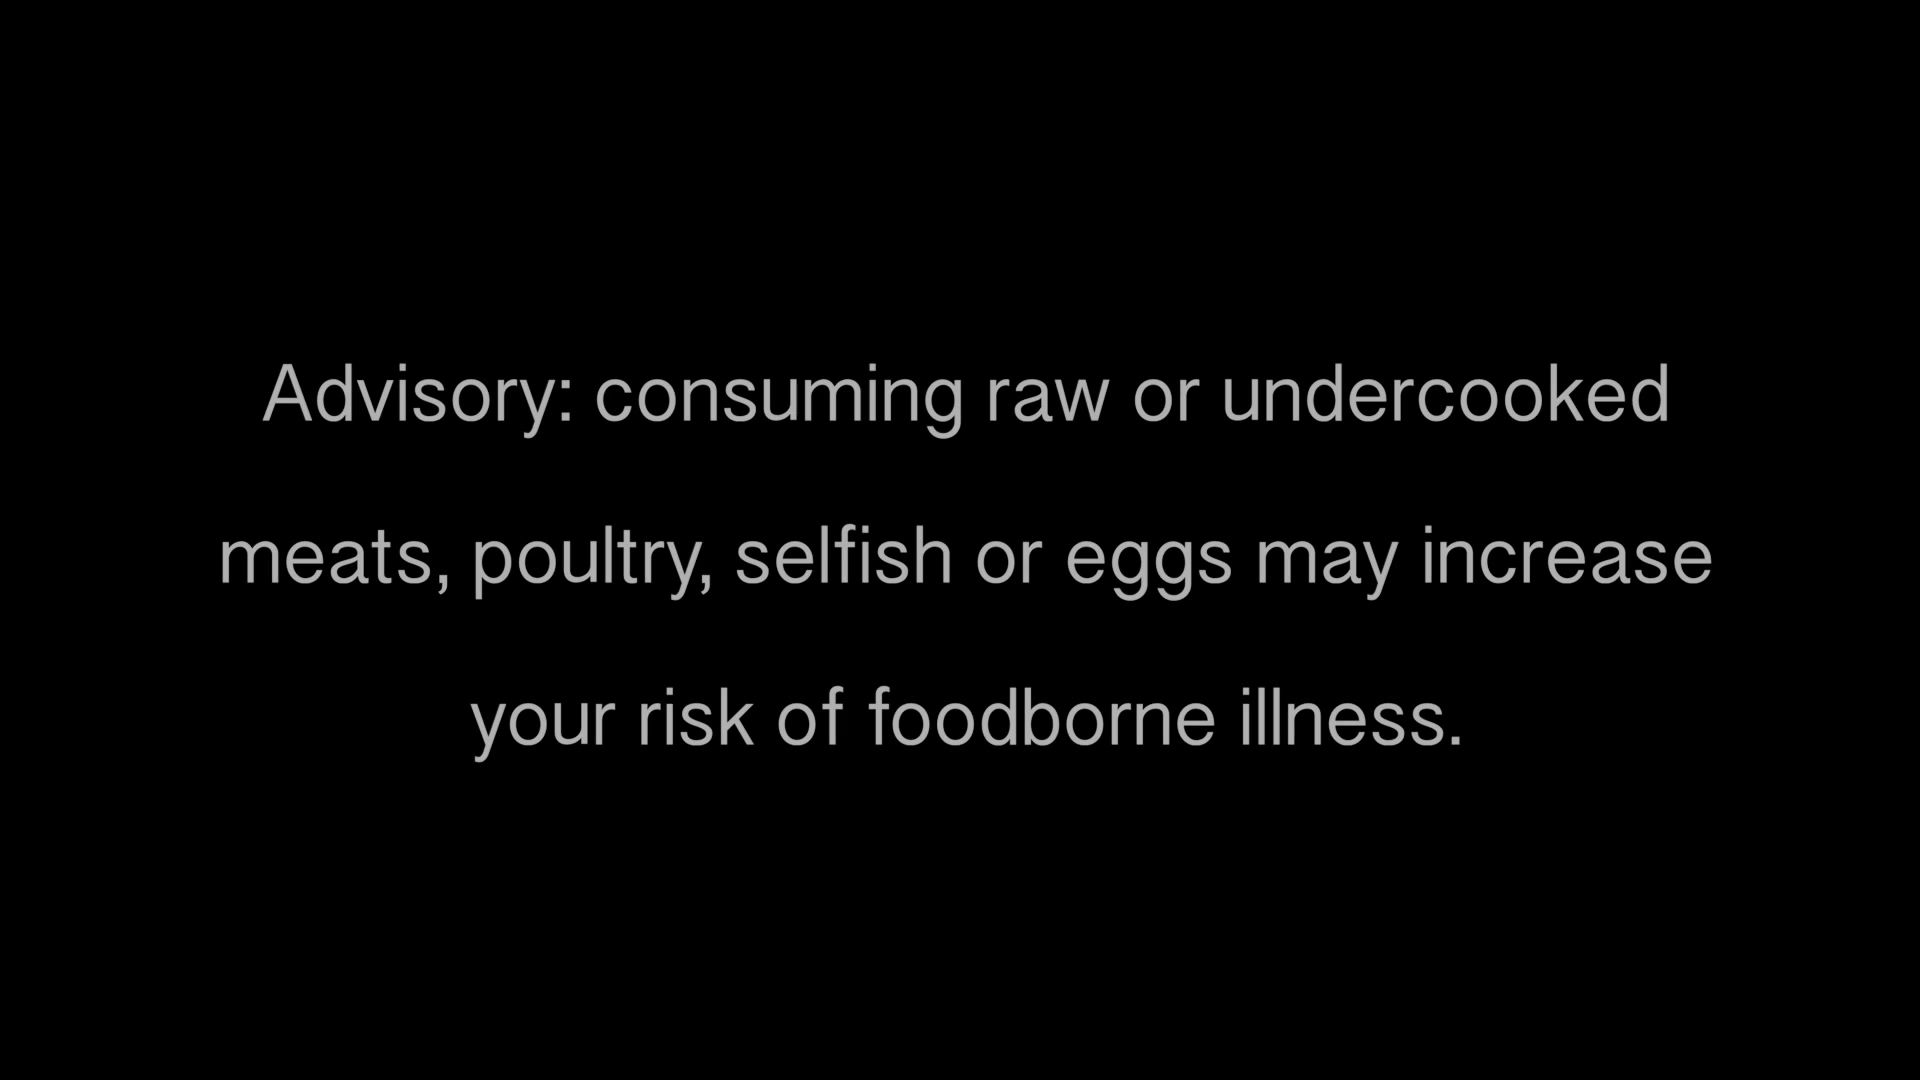 Advisory: consuming raw or undercooked
meats, poultry, selfish or eggs may increase
your risk of foodborne illness.